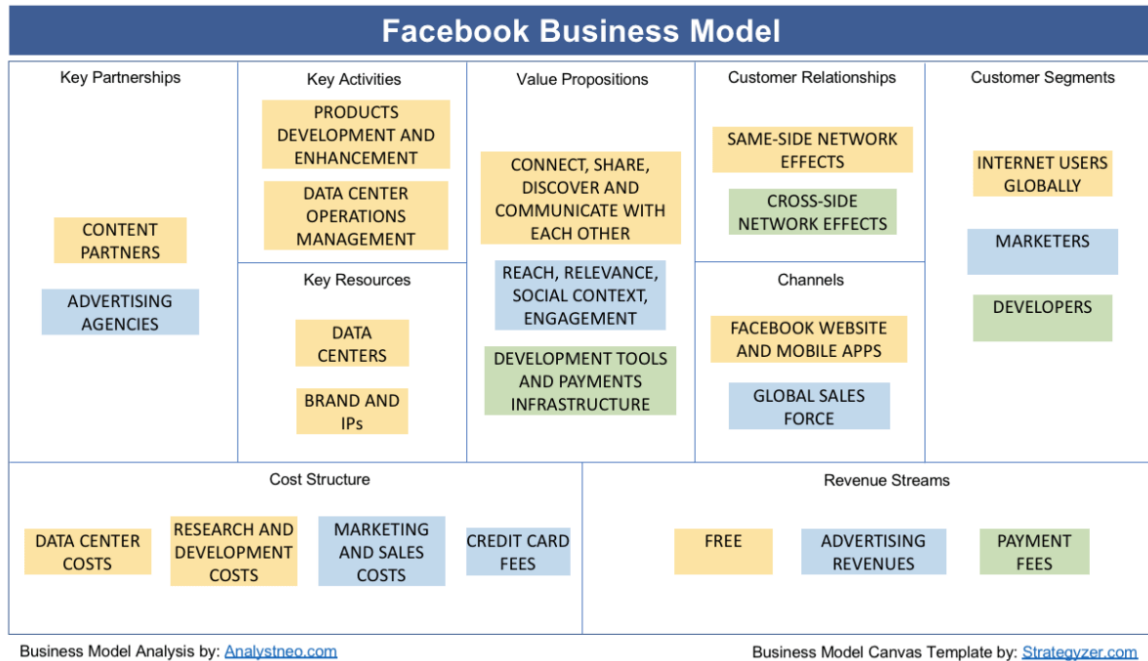 Facebook Business Model
Key Partnerships
CONTENT
PARTNERS
ADVERTISING
AGENCIES
Key Activities
PRODUCTS
DEVELOPMENT AND
ENHANCEMENT
DATA CENTER
OPERATIONS
MANAGEMENT
Key Resources
DATA
CENTERS
BRAND AND
IPs
Value Propositions
CONNECT, SHARE,
DISCOVER AND
COMMUNICATE WITH
EACH OTHER
REACH, RELEVANCE,
SOCIAL CONTEXT,
ENGAGEMENT
DEVELOPMENT TOOLS
AND PAYMENTS
INFRASTRUCTURE
Customer Relationships
SAME-SIDE NETWORK
EFFECTS
CROSS-SIDE
NETWORK EFFECTS
Channels
FACEBOOK WEBSITE
AND MOBILE APPS
GLOBAL SALES
FORCE
Customer Segments
INTERNET USERS
GLOBALLY
MARKETERS
DEVELOPERS
Cost Structure
DATA CENTER
COSTS
RESEARCH AND
DEVELOPMENT
COSTS
MARKETING
AND SALES
COSTS
CREDIT CARD
FEES
Revenue Streams
FREE
ADVERTISING
REVENUES
PAYMENT
FEES
Business Model Analysis by: Analystneo.com
Business Model Canvas Template by: Strategyzer.com